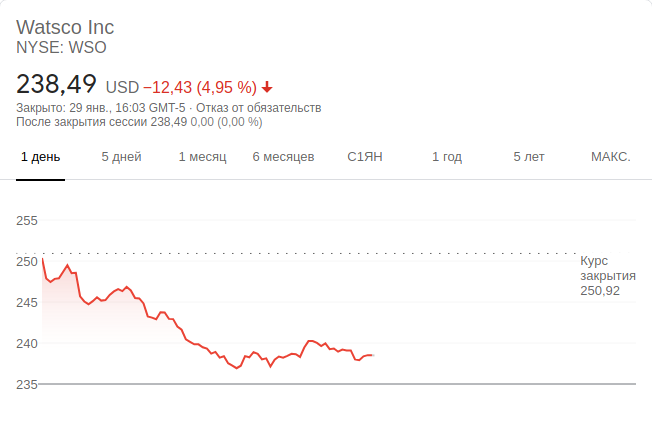 Watsco Inc
NYSE: WSO
238,49 USD −12,43 (4,95 %)
Закрыто: 29 янв., 16:03 GMT-5 · Отказ от обязательств
После закрытия сессии 238,49 0,00 (0,00 %)
1 день 5 дней 1 месяц 6 месяцев С1ЯН 1 год 5 лет МАКС.
255
250
245
240
235
Курс
закрытия
250,92